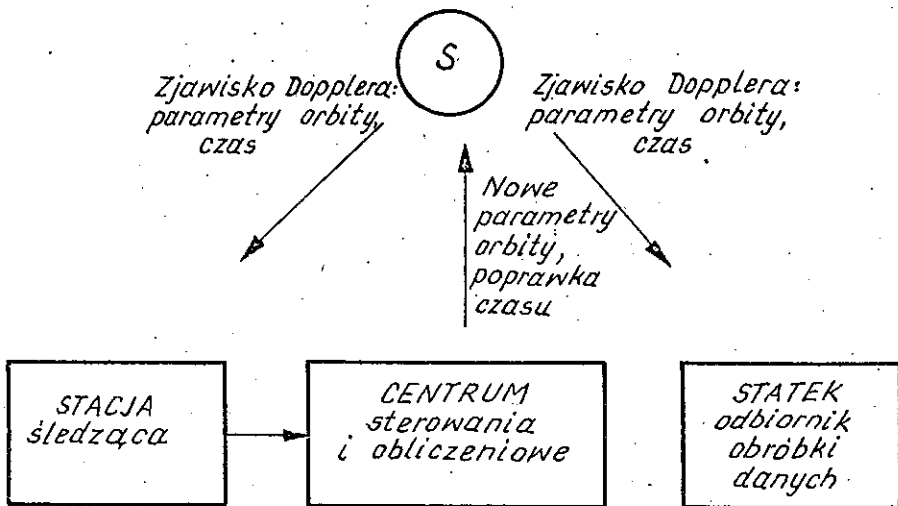 S
Zjawisko Dopplera:
parametry orbity,
czas
Zjawisko Dopplera:
parametry orbity,
czas
Nowe
parametry
orbity,
poprawka
czasu
STACJA
śledząca
CENTRUM
sterowania
i obliczeniowe
STATEK
odbiornik
obróbki
danych